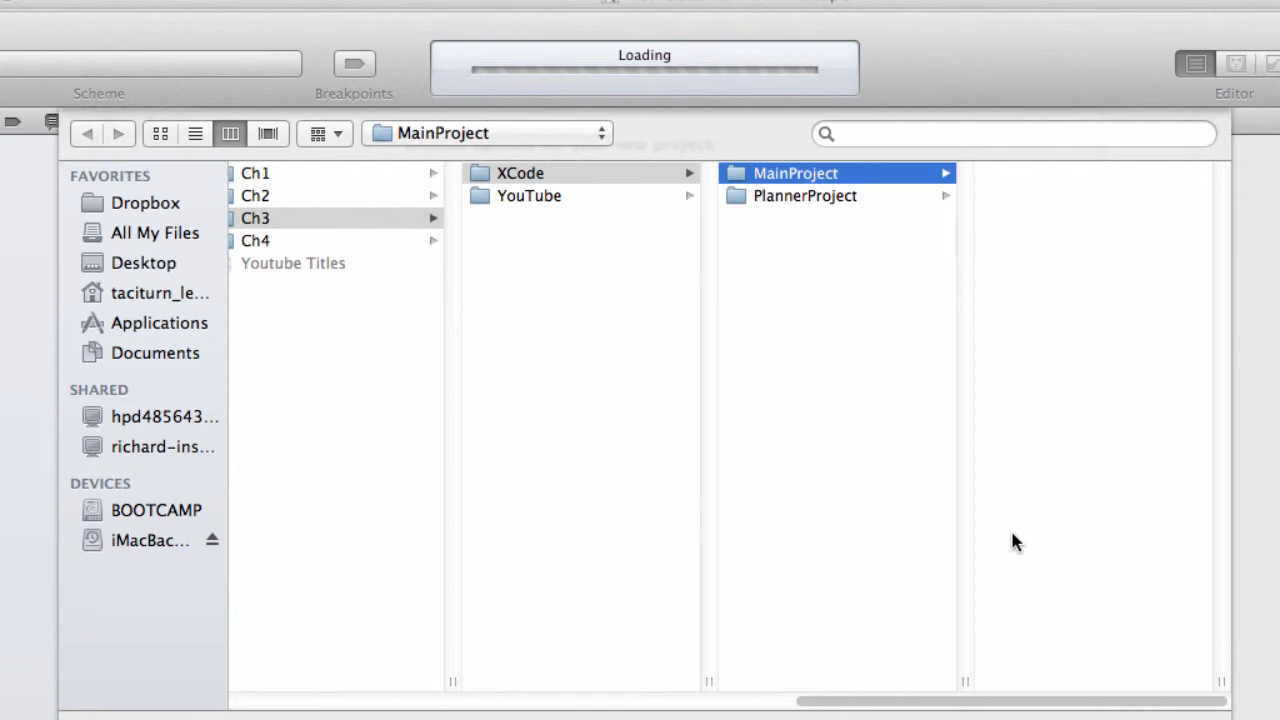 Loading
Scheme
Breakpoints
Editor
MainProject
FAVORITES
Dropbox
All My Files
Desktop
taciturn_le...
Applications
Documents
SHARED
hpd485643...
richard-ins...
DEVICES
BOOTCAMP
iMacBac...
Ch1
Ch2
Ch3
Ch4
Youtube Titles
XCode
YouTube
MainProject
PlannerProject